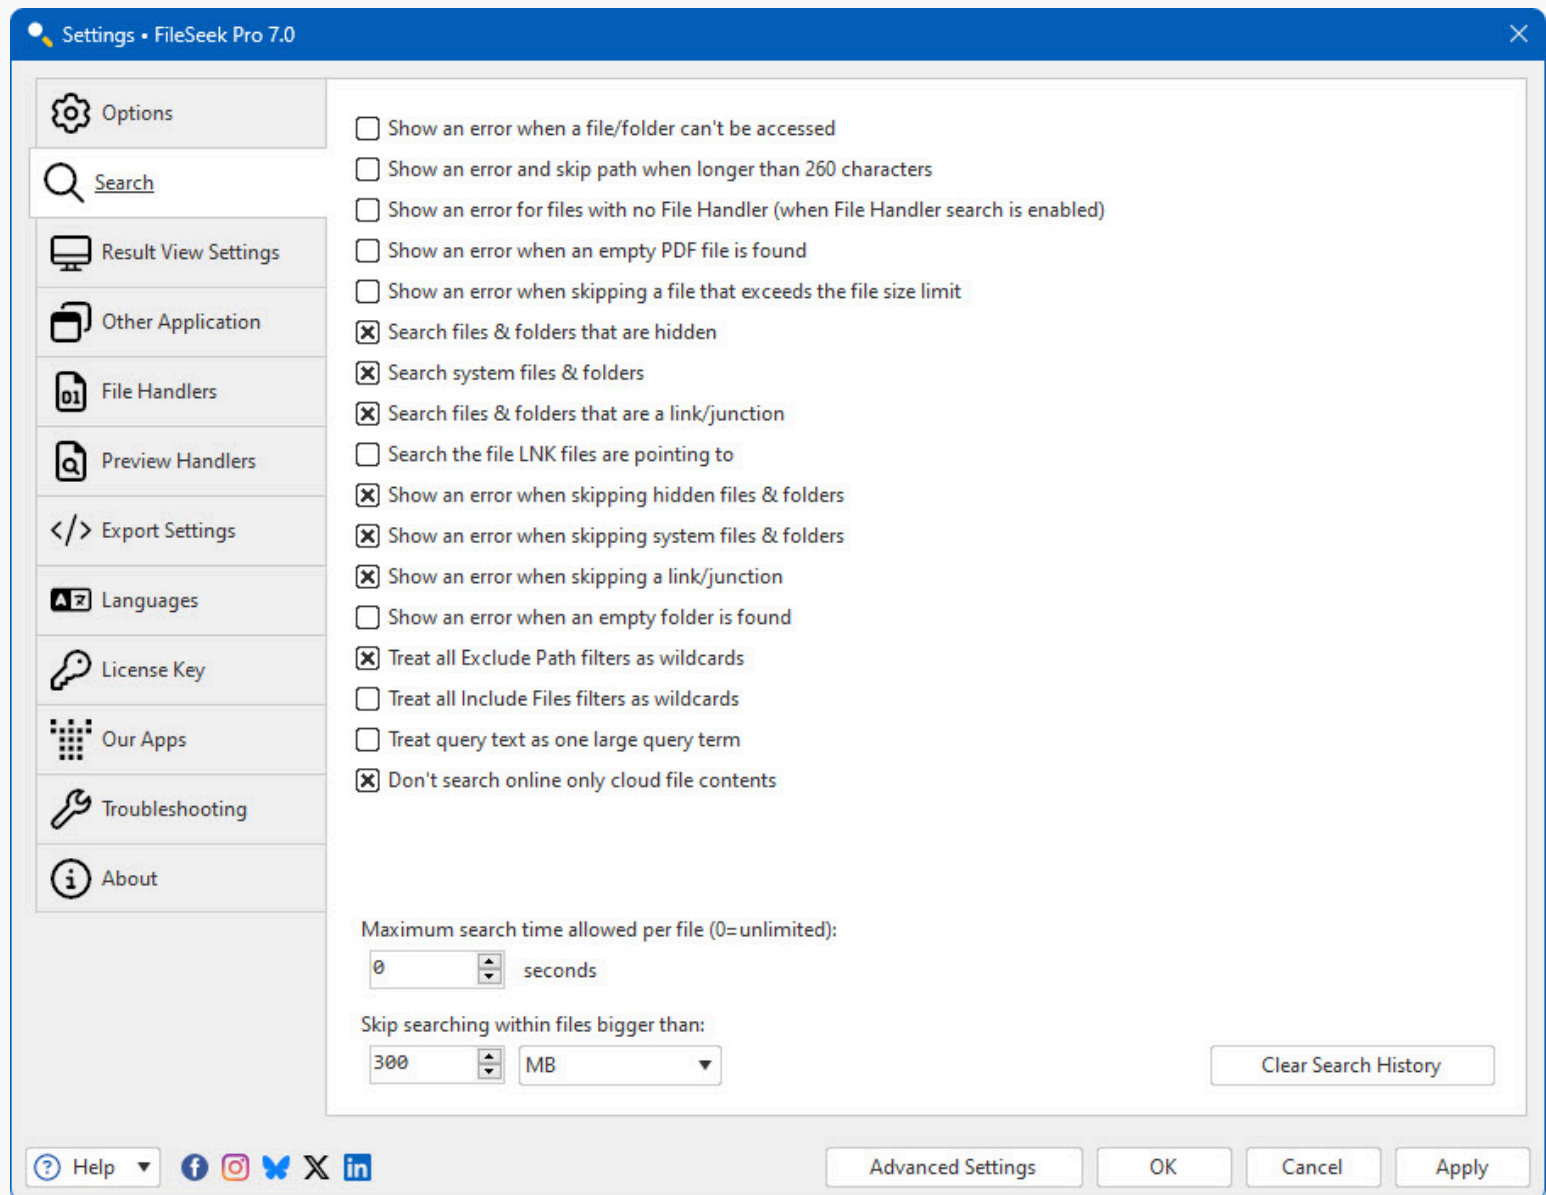 Settings • FileSeek Pro 7.0
Options
Search
Result View Settings
Other Application
File Handlers
Preview Handlers
Export Settings
Languages
License Key
Our Apps
Troubleshooting
About
Show an error when a file/folder can't be accessed
Show an error and skip path when longer than 260 characters
Show an error for files with no File Handler (when File Handler search is enabled)
Show an error when an empty PDF file is found
Show an error when skipping a file that exceeds the file size limit
Search files & folders that are hidden
Search system files & folders
Search files & folders that are a link/junction
Search the file LNK files are pointing to
Show an error when skipping hidden files & folders
Show an error when skipping system files & folders
Show an error when skipping a link/junction
Show an error when an empty folder is found
Treat all Exclude Path filters as wildcards
Treat all Include Files filters as wildcards
Treat query text as one large query term
Don't search online only cloud file contents
Maximum search time allowed per file (0=unlimited):
0 seconds
Skip searching within files bigger than:
300 MB
Clear Search History
Help
Advanced Settings
OK
Cancel
Apply